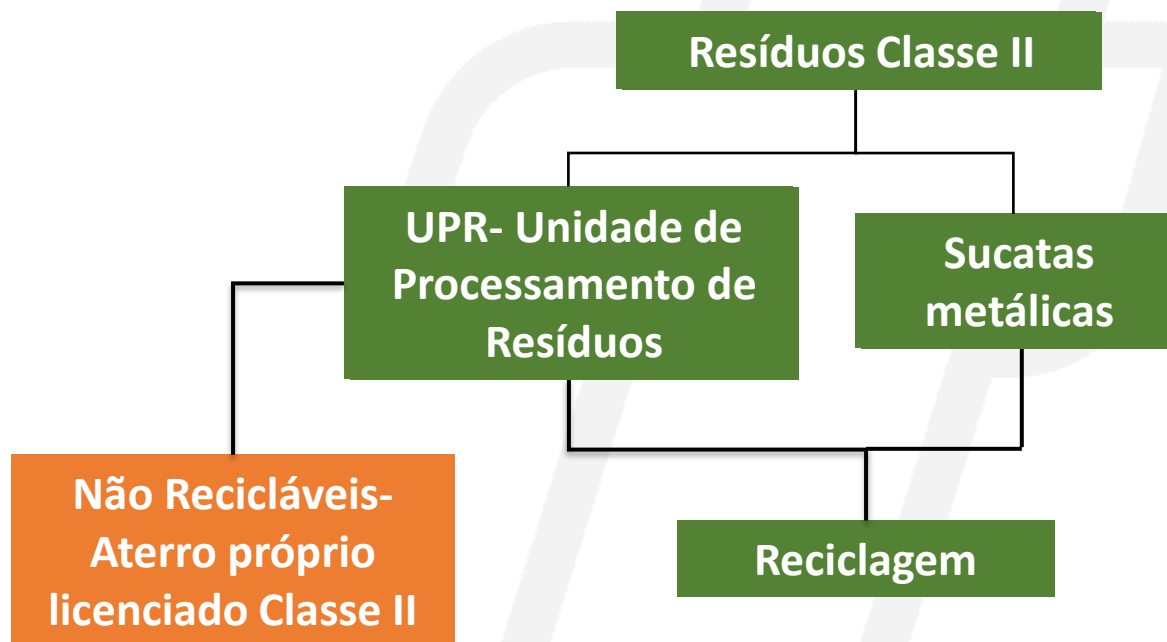 Resíduos Classe II
UPR- Unidade de
Processamento de
Resíduos
Sucatas
metálicas
Não Recicláveis-
Aterro próprio
licenciado Classe II
Reciclagem